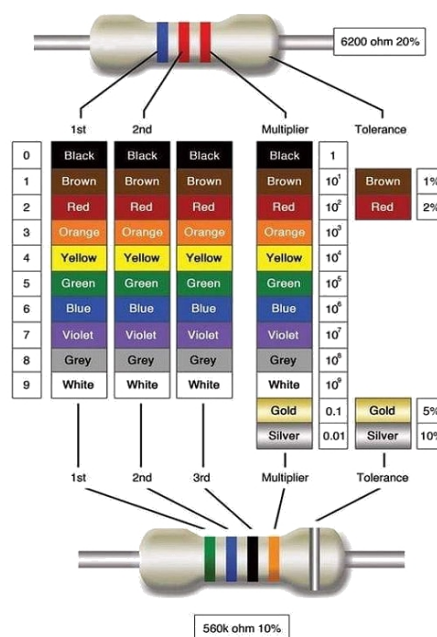 6200 ohm 20%
1st 2nd Multiplier Tolerance
0 Black Black Black Black 1
1 Brown Brown Brown Brown 10¹ Brown 1%
2 Red Red Red Red 10² Red 2%
3 Orange Orange Orange Orange 10³
4 Yellow Yellow Yellow Yellow 10⁴
5 Green Green Green Green 10⁵
6 Blue Blue Blue Blue 10⁶
7 Violet Violet Violet Violet 10⁷
8 Grey Grey Grey Grey 10⁸
9 White White White White 10⁹
Gold 0.1 Gold 5%
Silver 0.01 Silver 10%
1st 2nd 3rd Multiplier Tolerance
560k ohm 10%